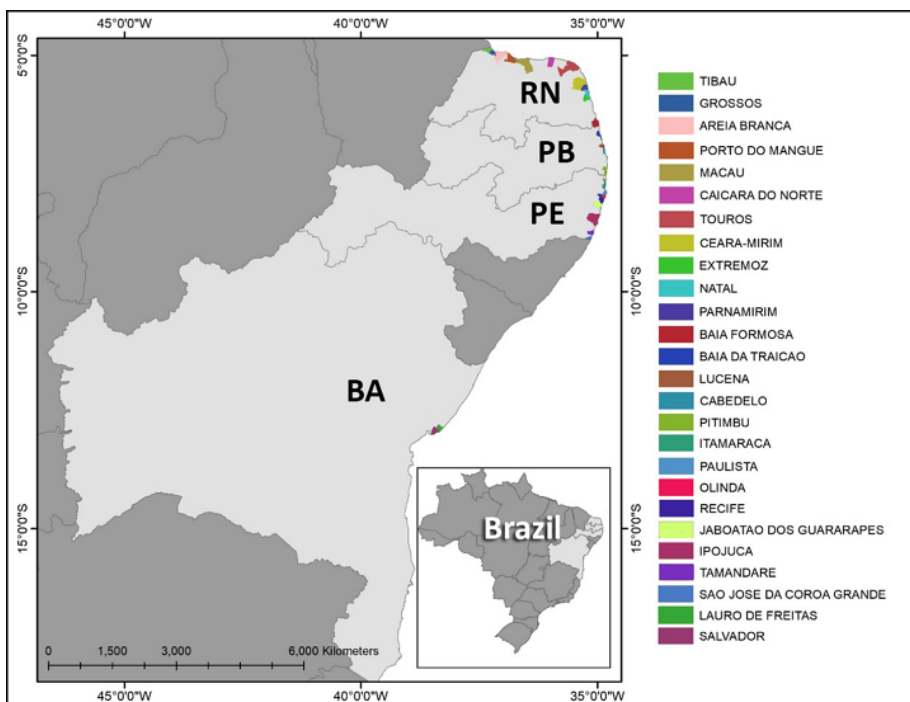 45°0'0"W 40°0'0"W 35°0'0"W
5°0'0"S 5°0'0"S
RN
PB
PE
10°0'0"S 10°0'0"S
BA
15°0'0"S 15°0'0"S
Brazil
0 1,500 3,000 6,000 Kilometers
45°0'0"W 40°0'0"W 35°0'0"W
TIBAU
GROSSOS
AREIA BRANCA
PORTO DO MANGUE
MACAU
CAICARA DO NORTE
TOUROS
CEARA-MIRIM
EXTREMOZ
NATAL
PARNAMIRIM
BAIA FORMOSA
BAIA DA TRAICAO
LUCENA
CABEDELO
PITIMBU
ITAMARACA
PAULISTA
OLINDA
RECIFE
JABOATAO DOS GUARARAPES
IPOJUCA
TAMANDARE
SAO JOSE DA COROA GRANDE
LAURO DE FREITAS
SALVADOR